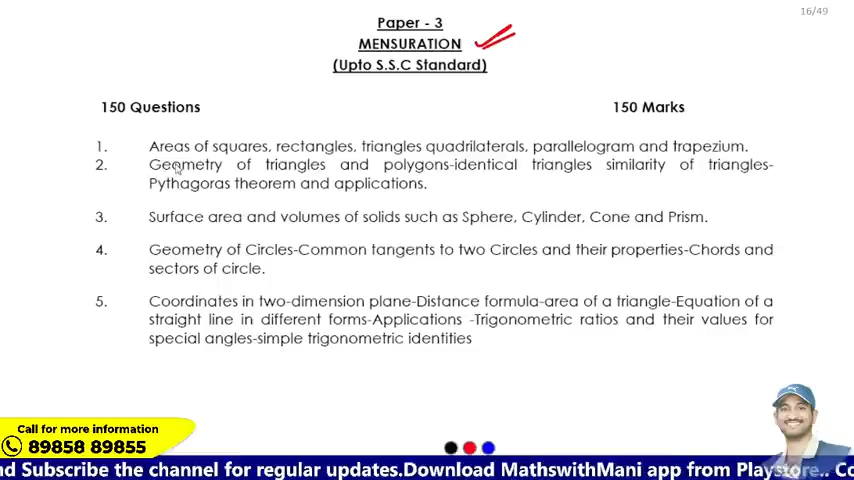 16/49
Paper - 3
MENSURATION
(Upto S.S.C Standard)
150 Questions 150 Marks
1. Areas of squares, rectangles, triangles quadrilaterals, parallelogram and trapezium.
2. Geometry of triangles and polygons-identical triangles similarity of triangles-
Pythagoras theorem and applications.
3. Surface area and volumes of solids such as Sphere, Cylinder, Cone and Prism.
4. Geometry of Circles-Common tangents to two Circles and their properties-Chords and
sectors of circle.
5. Coordinates in two-dimension plane-Distance formula-area of a triangle-Equation of a
straight line in different forms-Applications -Trigonometric ratios and their values for
special angles-simple trigonometric identities
Call for more information
89858 89855
nd Subscribe the channel for regular updates.Download MathswithMani app from Playstore.. Co